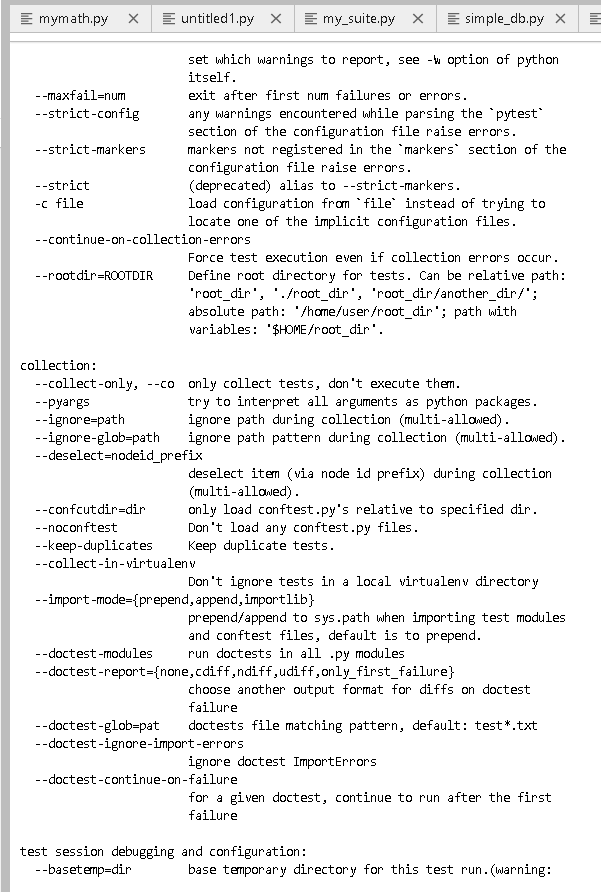 mymath.py untitled1.py my_suite.py simple_db.py
set which warnings to report, see -W option of python
itself.
--maxfail=num exit after first num failures or errors.
--strict-config any warnings encountered while parsing the `pytest`
section of the configuration file raise errors.
--strict-markers markers not registered in the `markers` section of the
configuration file raise errors.
--strict (deprecated) alias to --strict-markers.
-c file load configuration from `file` instead of trying to
locate one of the implicit configuration files.
--continue-on-collection-errors
Force test execution even if collection errors occur.
--rootdir=ROOTDIR Define root directory for tests. Can be relative path:
'root_dir', './root_dir', 'root_dir/another_dir/';
absolute path: '/home/user/root_dir'; path with
variables: '$HOME/root_dir'.
collection:
--collect-only, --co only collect tests, don't execute them.
--pyargs try to interpret all arguments as python packages.
--ignore=path ignore path during collection (multi-allowed).
--ignore-glob=path ignore path pattern during collection (multi-allowed).
--deselect=nodeid_prefix
deselect item (via node id prefix) during collection
(multi-allowed).
--confcutdir=dir only load conftest.py's relative to specified dir.
--noconftest Don't load any conftest.py files.
--keep-duplicates Keep duplicate tests.
--collect-in-virtualenv
Don't ignore tests in a local virtualenv directory
--import-mode={prepend,append,importlib}
prepend/append to sys.path when importing test modules
and conftest files, default is to prepend.
--doctest-modules run doctests in all .py modules
--doctest-report={none,cdiff,ndiff,udiff,only_first_failure}
choose another output format for diffs on doctest
failure
--doctest-glob=pat doctests file matching pattern, default: test*.txt
--doctest-ignore-import-errors
ignore doctest ImportErrors
--doctest-continue-on-failure
for a given doctest, continue to run after the first
failure
test session debugging and configuration:
--basetemp=dir base temporary directory for this test run.(warning: